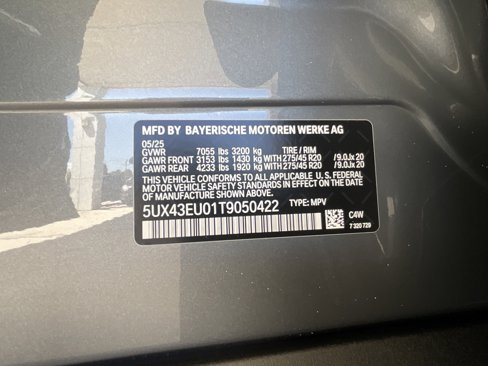 MFD BY BAYERISCHE MOTOREN WERKE AG
05/25
GVWR 7055 lbs 3200 kg TIRE / RIM
GAWR FRONT 3153 lbs 1430 kg WITH 275/45 R20 /9.0Jx 20
GAWR REAR 4233 lbs 1920 kg WITH 275/45 R20 /9.0Jx 20
THIS VEHICLE CONFORMS TO ALL APPLICABLE U.S. FEDERAL
MOTOR VEHICLE SAFETY STANDARDS IN EFFECT ON THE DATE
OF MANUFACTURE SHOWN ABOVE.
5UX43EU01T9050422 TYPE: MPV
C4W
7 320 729